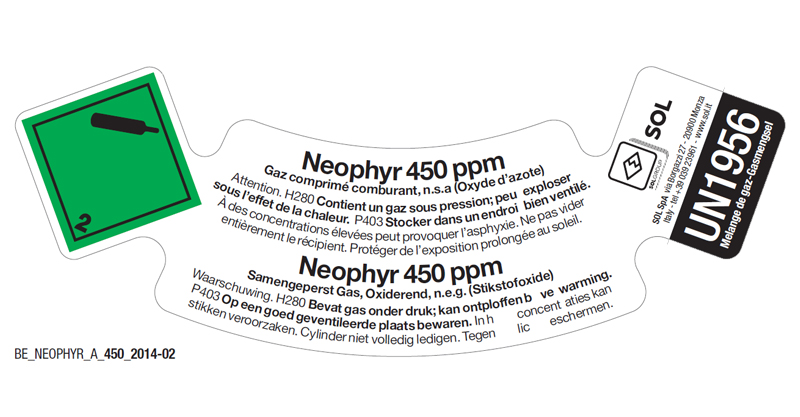 2
Neophyr 450 ppm
Gaz comprimé comburant, n.s.a (Oxyde d'azote)
Attention. H280 Contient un gaz sous pression; peu exploser
sous l'effet de la chaleur. P403 Stocker dans un endroi bien ventilé.
À des concentrations élevées peut provoquer l'asphyxie. Ne pas vider
entièrement le récipient. Protéger de l'exposition prolongée au soleil.
Neophyr 450 ppm
Samengeperst Gas, Oxiderend, n.e.g. (Stikstofoxide)
Waarschuwing. H280 Bevat gas onder druk; kan ontploffen b ve warming.
P403 Op een goed geventileerde plaats bewaren. In h concent aties kan
stikken veroorzaken. Cylinder niet volledig ledigen. Tegen lic eschermen.
SOL
SOLGROUP
SOL SpA via Borgazzi 27 - 20900 Monza
Italy - tel +39 039 23961 - www.sol.it
UN1956
Melange de gaz-Gasmengsel
BE_NEOPHYR_A_450_2014-02